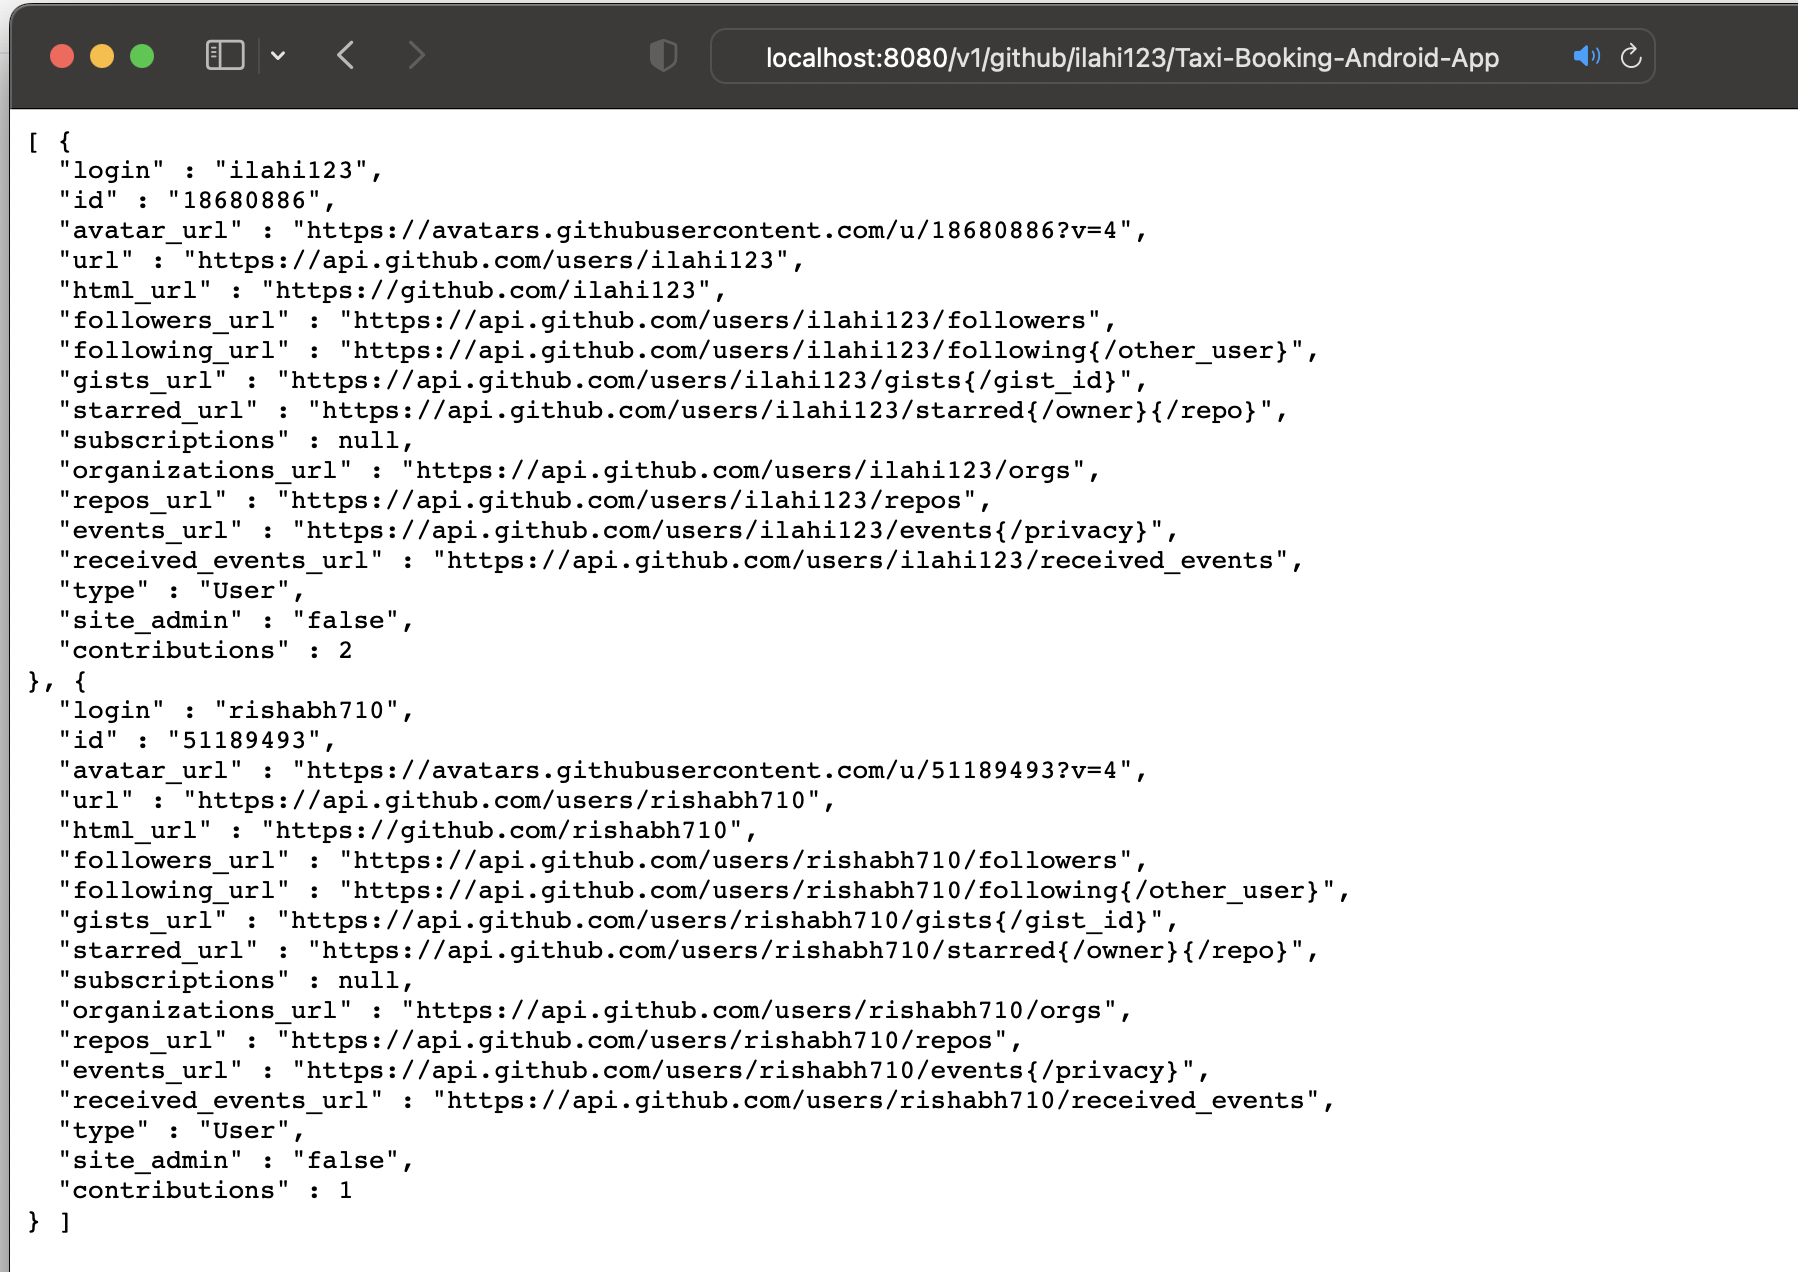 localhost:8080/v1/github/ilahi123/Taxi-Booking-Android-App
[ {
  "login" : "ilahi123",
  "id" : "18680886",
  "avatar_url" : "https://avatars.githubusercontent.com/u/18680886?v=4",
  "url" : "https://api.github.com/users/ilahi123",
  "html_url" : "https://github.com/ilahi123",
  "followers_url" : "https://api.github.com/users/ilahi123/followers",
  "following_url" : "https://api.github.com/users/ilahi123/following{/other_user}",
  "gists_url" : "https://api.github.com/users/ilahi123/gists{/gist_id}",
  "starred_url" : "https://api.github.com/users/ilahi123/starred{/owner}{/repo}",
  "subscriptions" : null,
  "organizations_url" : "https://api.github.com/users/ilahi123/orgs",
  "repos_url" : "https://api.github.com/users/ilahi123/repos",
  "events_url" : "https://api.github.com/users/ilahi123/events{/privacy}",
  "received_events_url" : "https://api.github.com/users/ilahi123/received_events",
  "type" : "User",
  "site_admin" : "false",
  "contributions" : 2
}, {
  "login" : "rishabh710",
  "id" : "51189493",
  "avatar_url" : "https://avatars.githubusercontent.com/u/51189493?v=4",
  "url" : "https://api.github.com/users/rishabh710",
  "html_url" : "https://github.com/rishabh710",
  "followers_url" : "https://api.github.com/users/rishabh710/followers",
  "following_url" : "https://api.github.com/users/rishabh710/following{/other_user}",
  "gists_url" : "https://api.github.com/users/rishabh710/gists{/gist_id}",
  "starred_url" : "https://api.github.com/users/rishabh710/starred{/owner}{/repo}",
  "subscriptions" : null,
  "organizations_url" : "https://api.github.com/users/rishabh710/orgs",
  "repos_url" : "https://api.github.com/users/rishabh710/repos",
  "events_url" : "https://api.github.com/users/rishabh710/events{/privacy}",
  "received_events_url" : "https://api.github.com/users/rishabh710/received_events",
  "type" : "User",
  "site_admin" : "false",
  "contributions" : 1
} ]